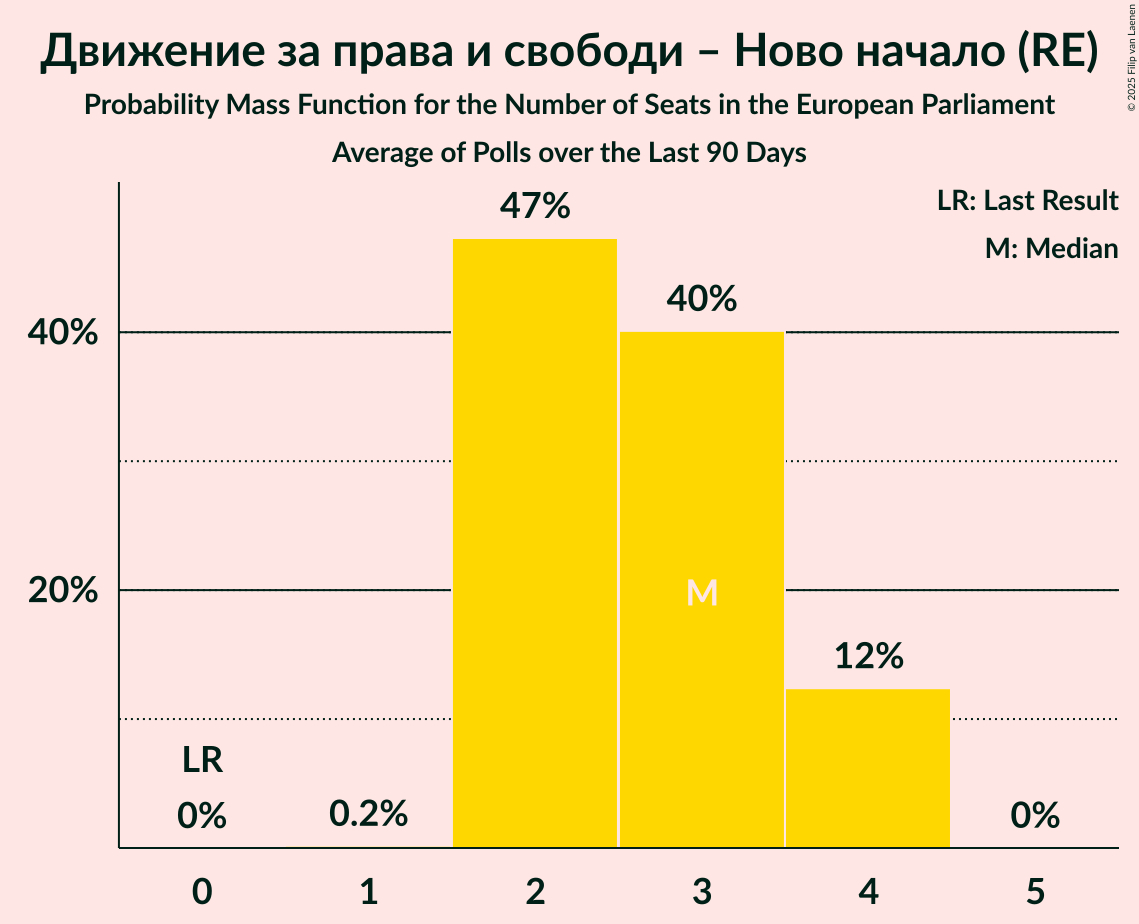 Движение за права и свободи – Ново начало (RE)
Probability Mass Function for the Number of Seats in the European Parliament
Average of Polls over the Last 90 Days
© 2025 Filip van Laenen
LR: Last Result
M: Median
47%
40%
40%
20%
M
12%
LR
0%
0.2%
0%
0 1 2 3 4 5